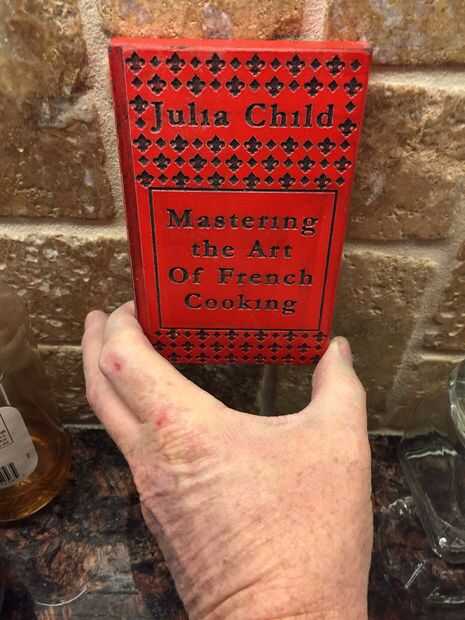 Julia Child
Mastering
the Art
Of French
Cooking